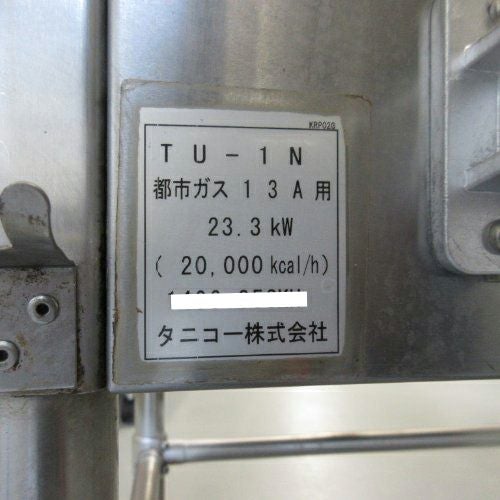 KRP02G
TU-1N
都市ガス13A用
23.3kW
(20,000kcal/h)
タニコー株式会社